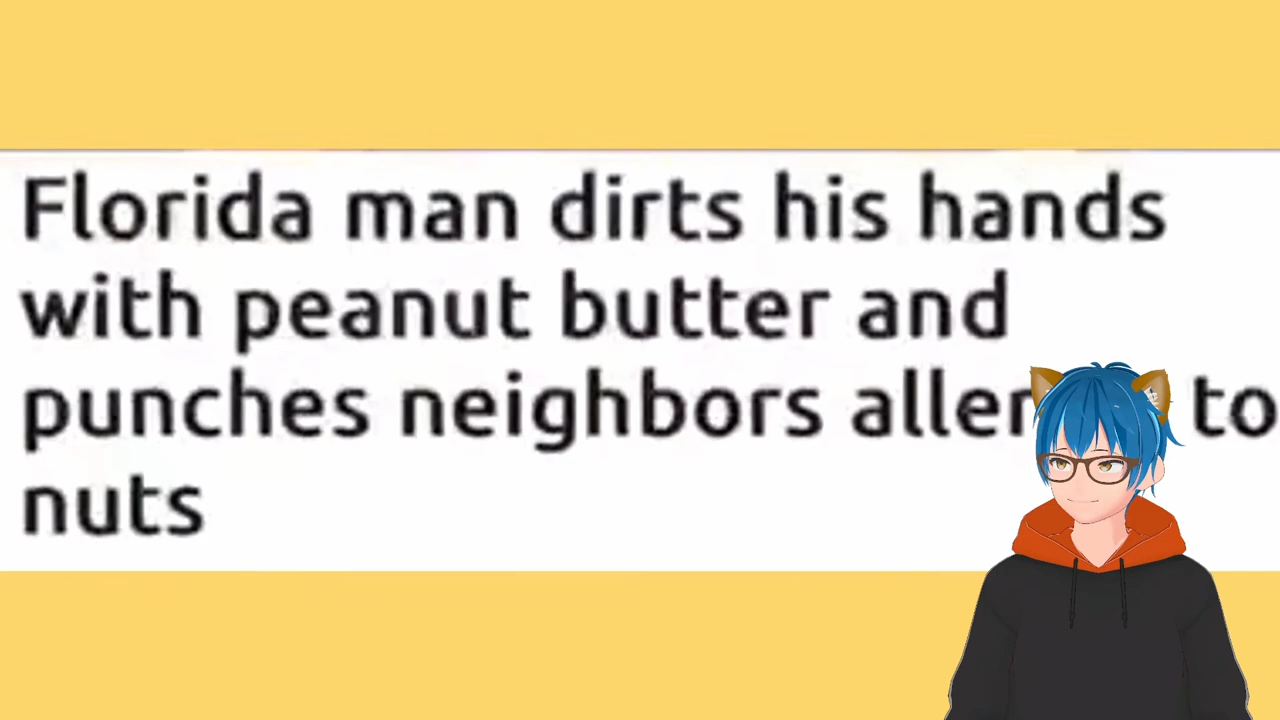 Florida man dirts his hands
with peanut butter and
punches neighbors to
nuts